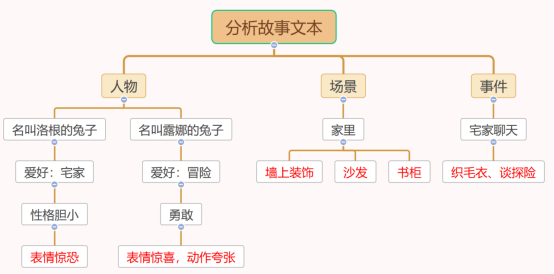 分析故事文本
人物
场景
事件
名叫洛根的兔子
名叫露娜的兔子
家里
宅家聊天
爱好：宅家
爱好：冒险
墙上装饰
沙发
书柜
织毛衣、谈探险
性格胆小
勇敢
表情惊恐
表情惊喜，动作夸张